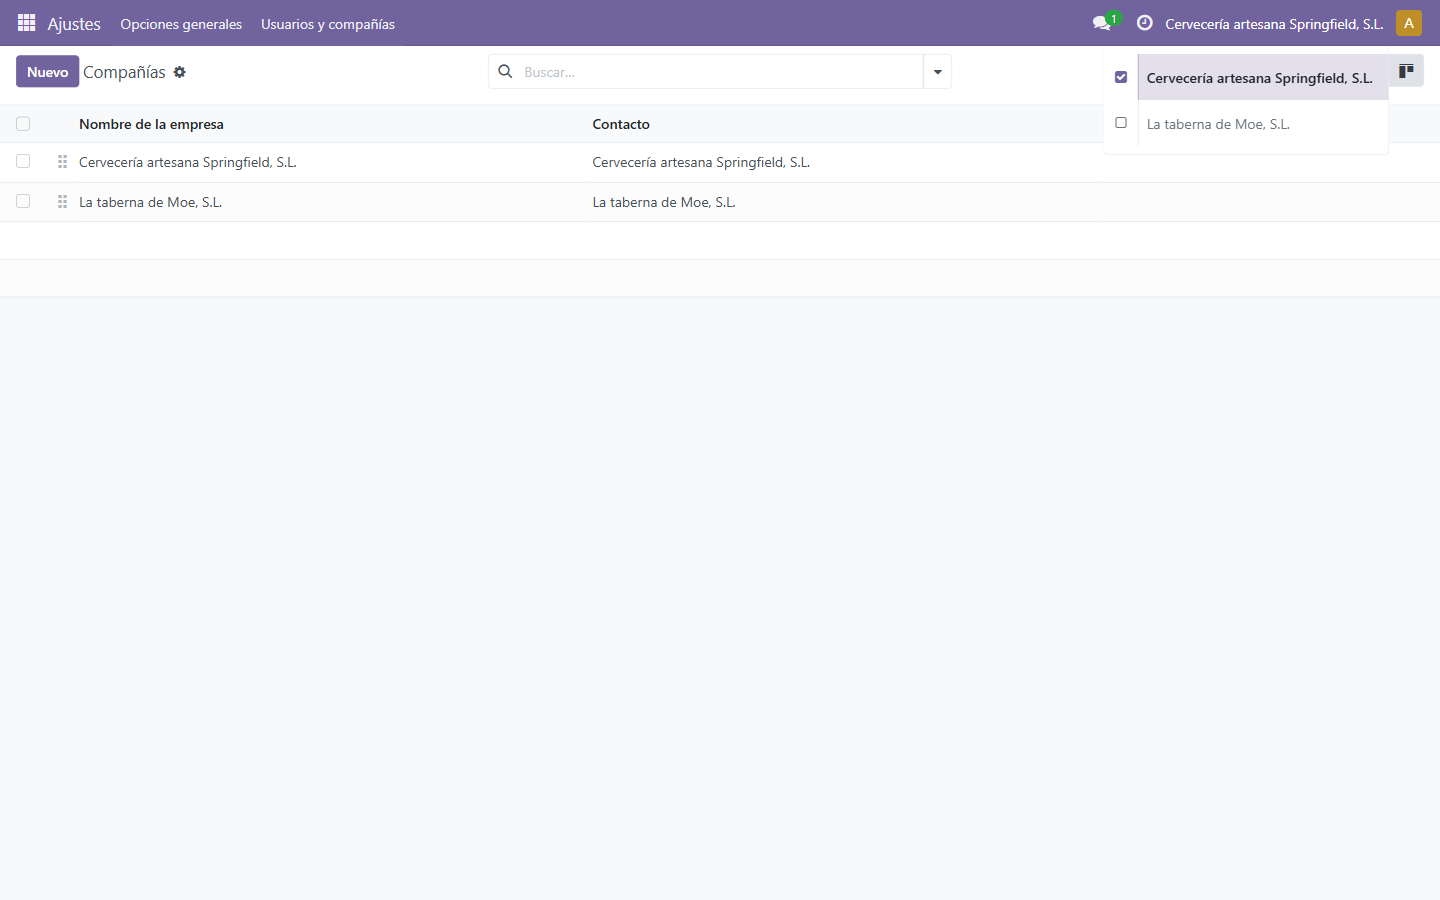 Ajustes Opciones generales Usuarios y compañías 1 Cervecería artesana Springfield, S.L. A
Nuevo Compañías Buscar...
Cervecería artesana Springfield, S.L.
La taberna de Moe, S.L.
Nombre de la empresa Contacto
Cervecería artesana Springfield, S.L. Cervecería artesana Springfield, S.L.
La taberna de Moe, S.L. La taberna de Moe, S.L.